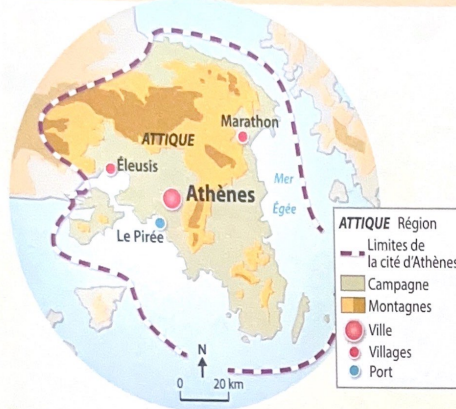 Marathon
ATTIQUE
Éleusis
Mer
Égée
Athènes
Le Pirée
N
0 20 km
ATTIQUE Région
Limites de
la cité d'Athènes
Campagne
Montagnes
Ville
Villages
Port